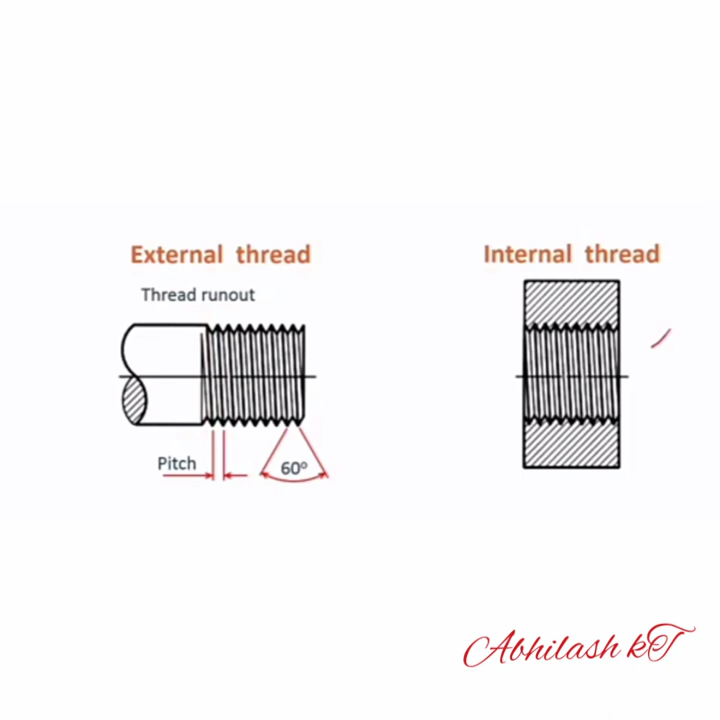 External thread
Internal thread
Thread runout
Pitch
60°
Abhilash kT